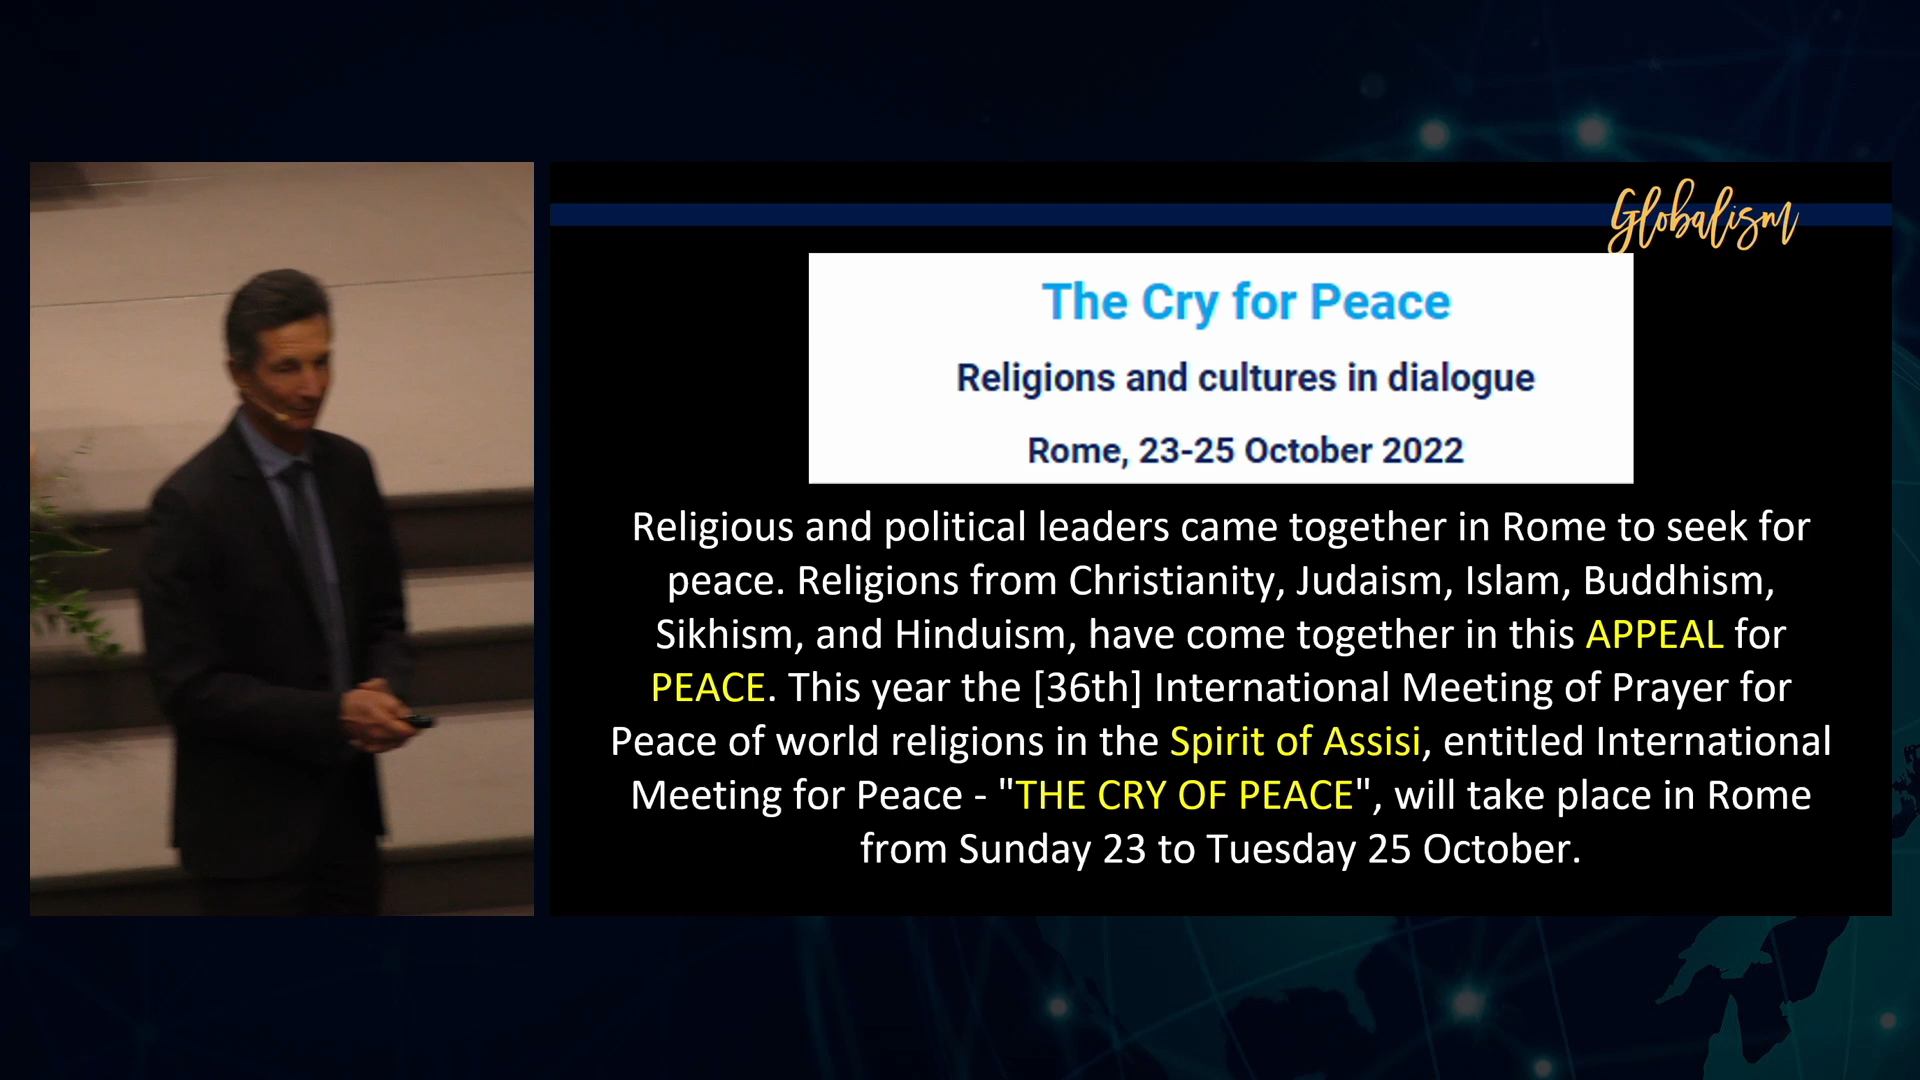 Globalism
The Cry for Peace
Religions and cultures in dialogue
Rome, 23-25 October 2022
Religious and political leaders came together in Rome to seek for
peace. Religions from Christianity, Judaism, Islam, Buddhism,
Sikhism, and Hinduism, have come together in this APPEAL for
PEACE. This year the [36th] International Meeting of Prayer for
Peace of world religions in the Spirit of Assisi, entitled International
Meeting for Peace - "THE CRY OF PEACE", will take place in Rome
from Sunday 23 to Tuesday 25 October.